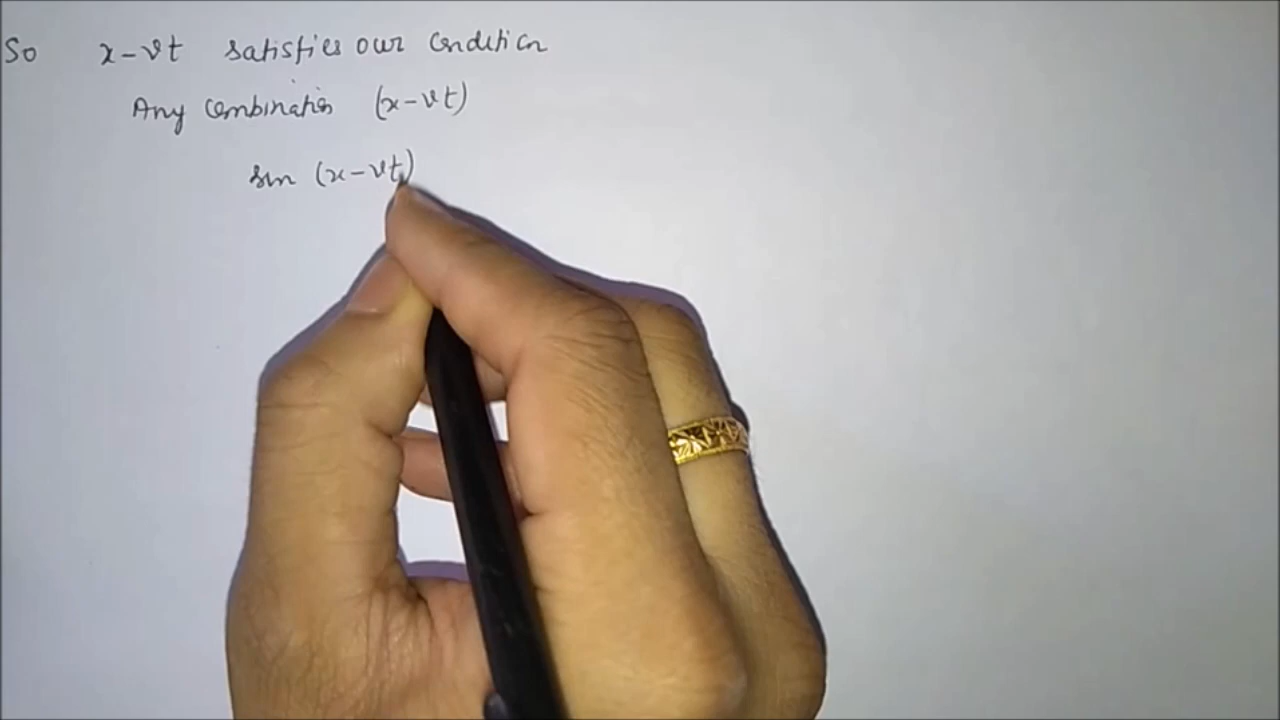 So x-vt satisfies our condition
Any combination (x-vt)
sin (x-vt)